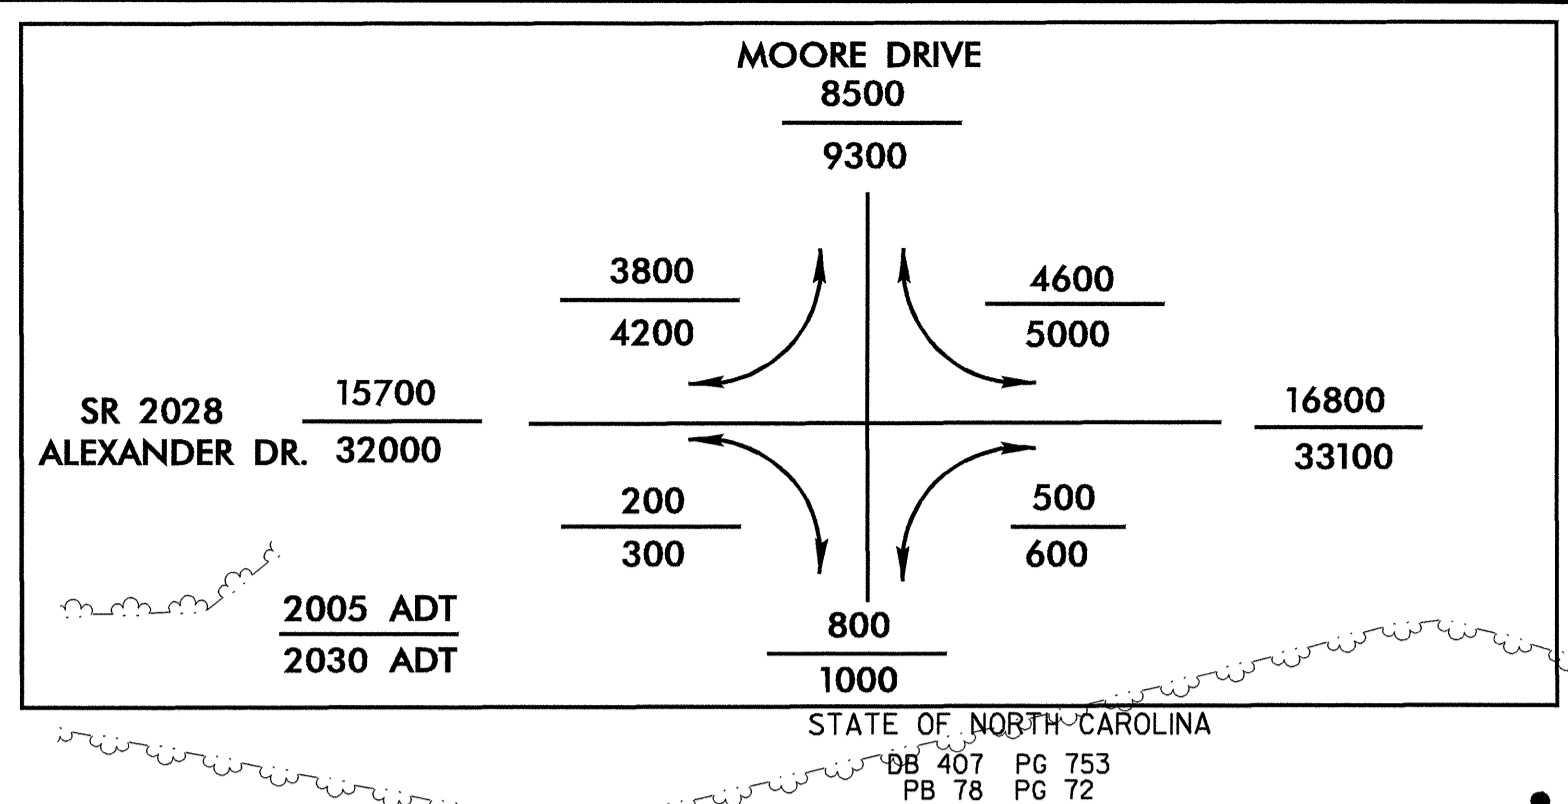 MOORE DRIVE
8500
9300
3800
4200
4600
5000
SR 2028
ALEXANDER DR.
15700
32000
16800
33100
200
300
500
600
2005 ADT
2030 ADT
800
1000
STATE OF NORTH CAROLINA
DB 407 PG 753
PB 78 PG 72